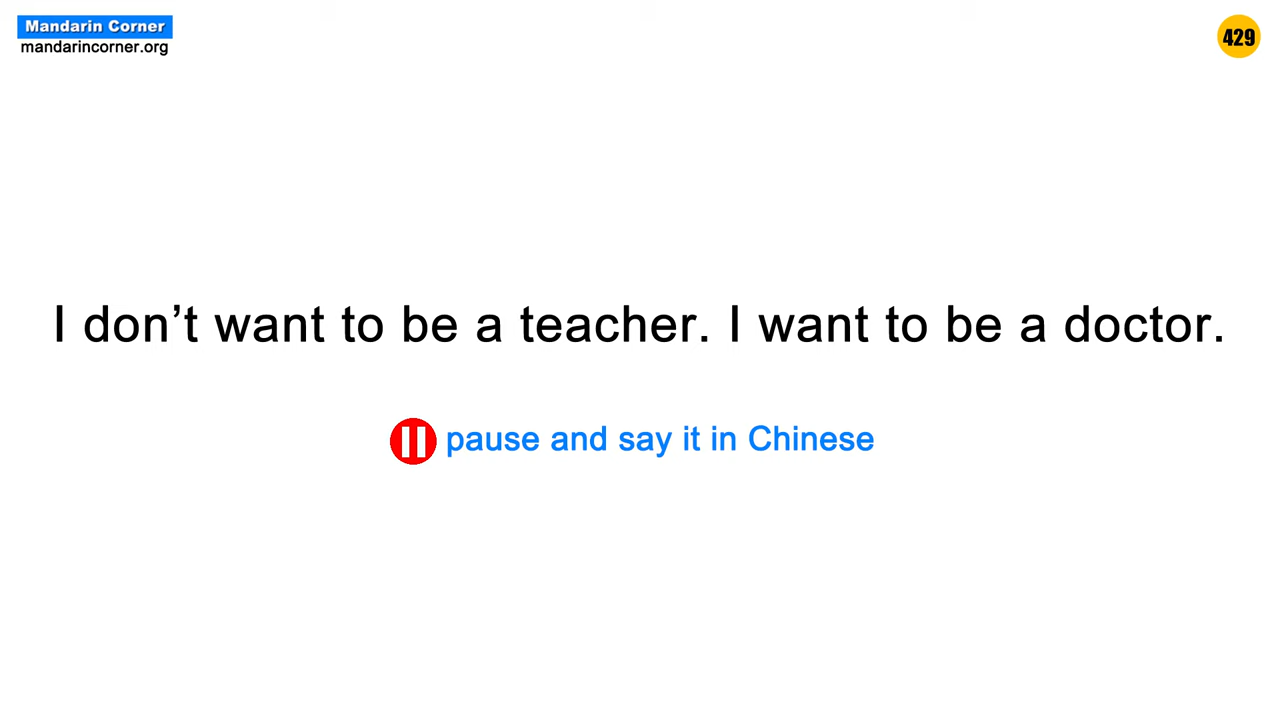 Mandarin Corner
mandarincorner.org
429
I don’t want to be a teacher. I want to be a doctor.
pause and say it in Chinese